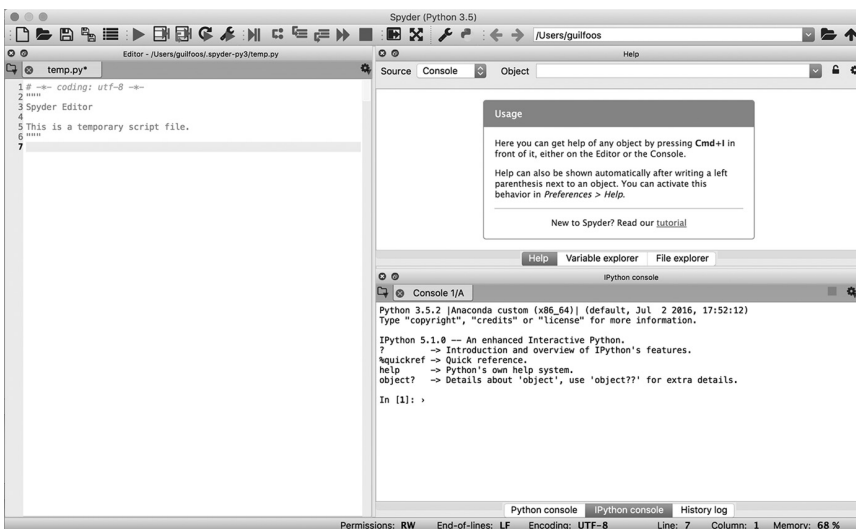 Spyder (Python 3.5)
/Users/guilfoos
Editor - /Users/guilfoos/.spyder-py3/temp.py
temp.py*
1 # -*- coding: utf-8 -*-
2 """
3 Spyder Editor
4
5 This is a temporary script file.
6 """
7
Help
Source Console Object
Usage
Here you can get help of any object by pressing Cmd+I in
front of it, either on the Editor or the Console.
Help can also be shown automatically after writing a left
parenthesis next to an object. You can activate this
behavior in Preferences > Help.
New to Spyder? Read our tutorial
Help Variable explorer File explorer
IPython console
Console 1/A
Python 3.5.2 |Anaconda custom (x86_64)| (default, Jul  2 2016, 17:52:12)
Type "copyright", "credits" or "license" for more information.
IPython 5.1.0 -- An enhanced Interactive Python.
?         -> Introduction and overview of IPython's features.
%quickref -> Quick reference.
help      -> Python's own help system.
object?   -> Details about 'object', use 'object??' for extra details.
In [1]: ›
Python console IPython console History log
Permissions: RW End-of-lines: LF Encoding: UTF-8 Line: 7 Column: 1 Memory: 68 %